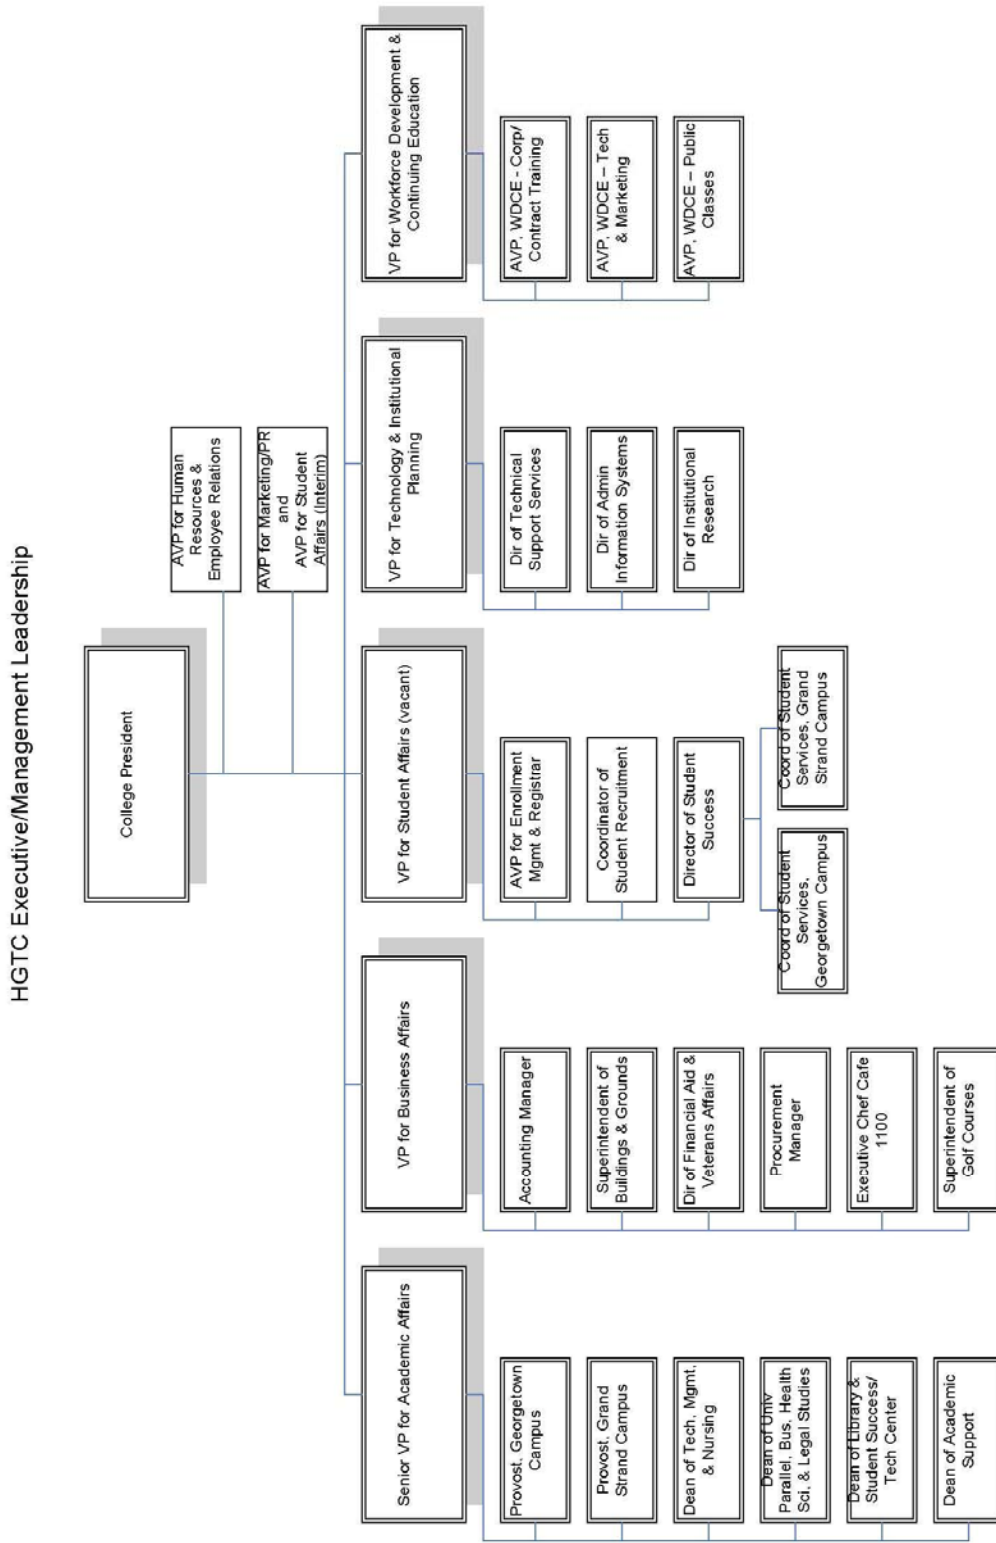 HGTC Executive/Management Leadership
College President
AVP for Human
Resources &
Employee Relations
AVP for Marketing/PR
and
AVP for Student
Affairs (Interim)
Senior VP for Academic Affairs
VP for Business Affairs
VP for Student Affairs (vacant)
VP for Technology & Institutional
Planning
VP for Workforce Development &
Continuing Education
Provost, Georgetown
Campus
Provost, Grand
Strand Campus
Dean of Tech, Mgmt,
& Nursing
Dean of Univ
Parallel, Bus, Health
Sci, & Legal Studies
Dean of Library &
Student Success/
Tech Center
Dean of Academic
Support
Accounting Manager
Superintendent of
Buildings & Grounds
Dir of Financial Aid &
Veterans Affairs
Procurement
Manager
Executive Chef Cafe
1100
Superintendent of
Golf Courses
AVP for Enrollment
Mgmt & Registrar
Coordinator of
Student Recruitment
Director of Student
Success
Coord of Student
Services,
Georgetown Campus
Coord of Student
Services, Grand
Strand Campus
Dir of Technical
Support Services
Dir of Admin
Information Systems
Dir of Institutional
Research
AVP, WDCE - Corp/
Contract Training
AVP, WDCE – Tech
& Marketing
AVP, WDCE – Public
Classes